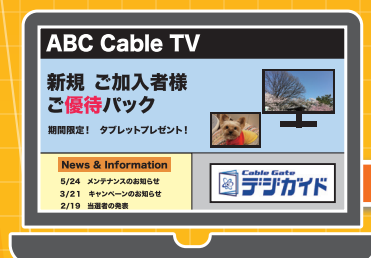 ABC Cable TV
新規 ご加入者様
ご優待パック
期間限定! タブレットプレゼント!
News & Information
5/24 メンテナンスのお知らせ
3/21 キャンペーンのお知らせ
2/19 当選者の発表
Cable Gate
デジガイド